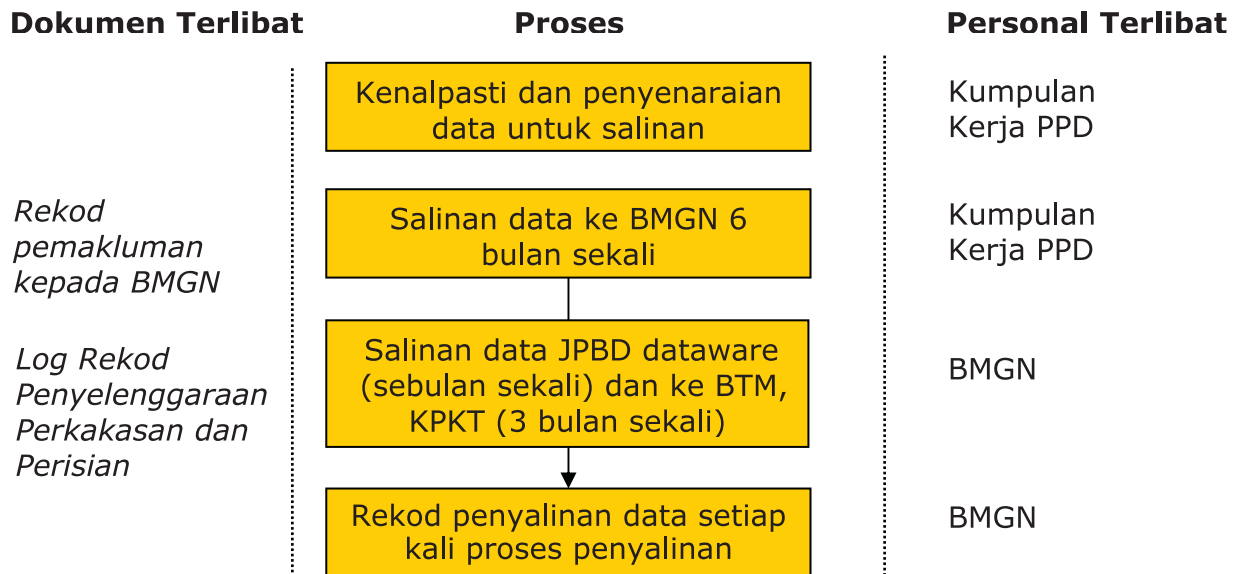 Dokumen Terlibat
Proses
Personal Terlibat
Kenalpasti dan penyenaraian
data untuk salinan
Kumpulan
Kerja PPD
Rekod
pemakluman
kepada BMGN
Salinan data ke BMGN 6
bulan sekali
Kumpulan
Kerja PPD
Log Rekod
Penyelenggaraan
Perkakasan dan
Perisian
Salinan data JPBD dataware
(sebulan sekali) dan ke BTM,
KPKT (3 bulan sekali)
BMGN
Rekod penyalinan data setiap
kali proses penyalinan
BMGN